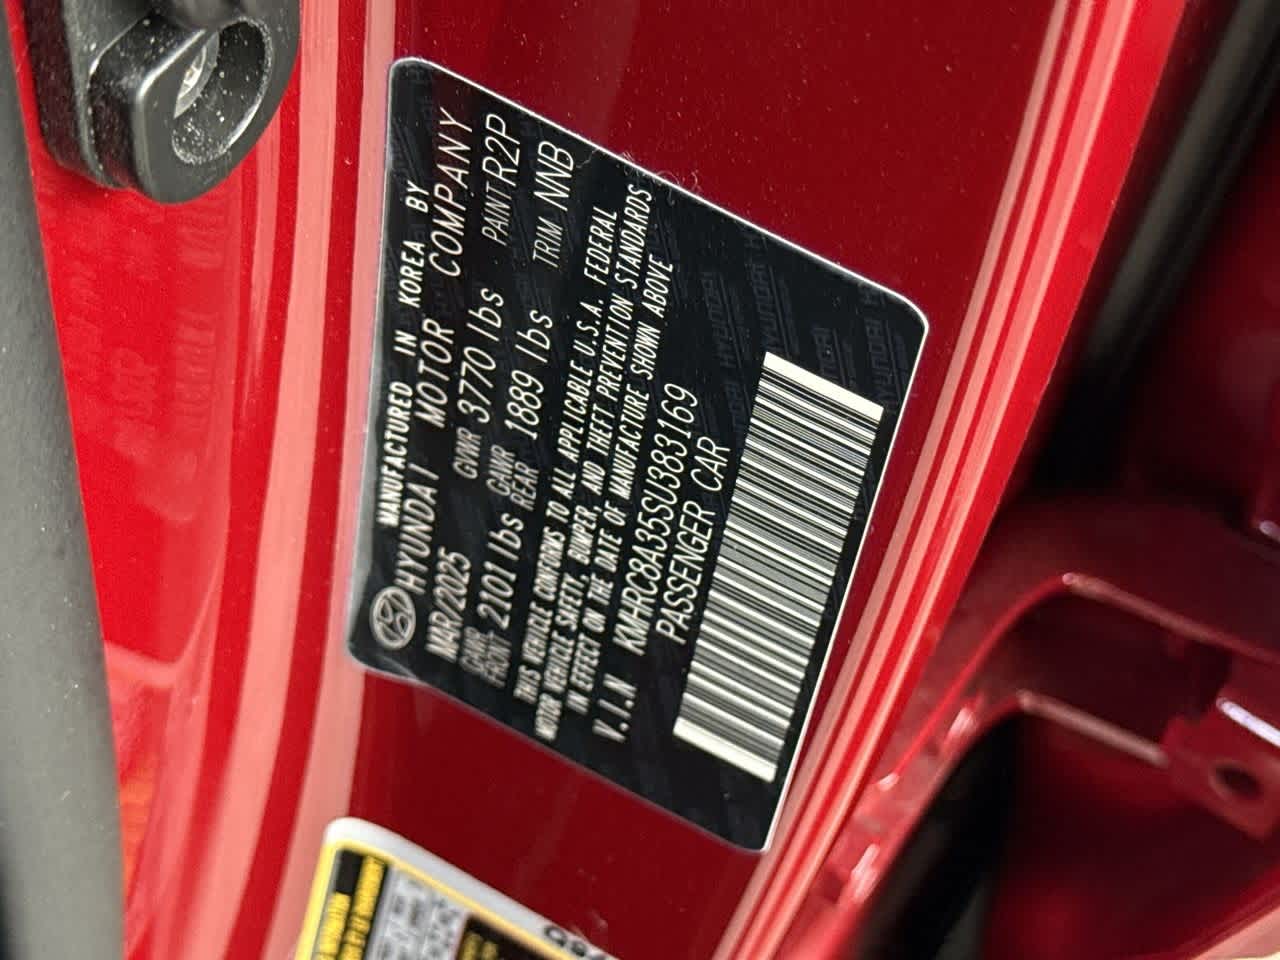 MANUFACTURED IN KOREA BY
HYUNDAI MOTOR COMPANY
MAR/2025 GVWR 3770 lbs PAINT R2P
GAWR FRONT 2101 lbs GAWR REAR 1889 lbs TRIM NNB
THIS VEHICLE CONFORMS TO ALL APPLICABLE U.S.A. FEDERAL
MOTOR VEHICLE SAFETY, BUMPER, AND THEFT PREVENTION STANDARDS
IN EFFECT ON THE DATE OF MANUFACTURE SHOWN ABOVE
V.I.N KMHRC8A35SU383169
PASSENGER CAR